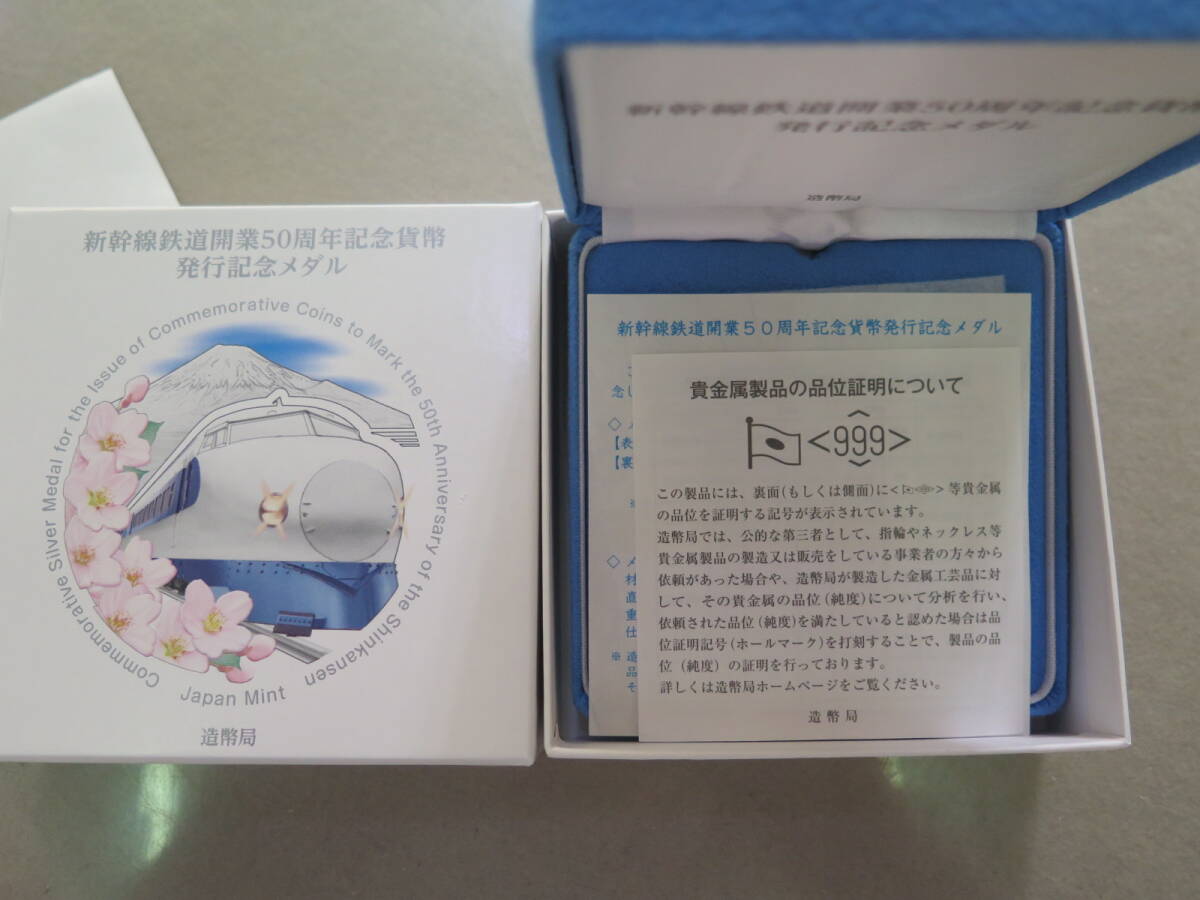 新幹線鉄道開業50周年記念貨幣
発行記念メダル
Commemorative Silver Medal for the Issue of Commemorative Coins to Mark the 50th Anniversary of the Shinkansen
Japan Mint
造幣局
新幹線鉄道開業50周年記念貨幣
発行記念メダル
造幣局
新幹線鉄道開業50周年記念貨幣発行記念メダル
念し
◇
【表
【裏
※
◇ メ
材
直
重
仕
※ 造
品
そ
貴金属製品の品位証明について
<999>
この製品には、裏面(もしくは側面)に<999>等貴金属
の品位を証明する記号が表示されています。
造幣局では、公的な第三者として、指輪やネックレス等
貴金属製品の製造又は販売をしている事業者の方々から
依頼があった場合や、造幣局が製造した金属工芸品に対
して、その貴金属の品位(純度)について分析を行い、
依頼された品位(純度)を満たしていると認めた場合は品
位証明記号(ホールマーク)を打刻することで、製品の品
位(純度)の証明を行っております。
詳しくは造幣局ホームページをご覧ください。
造幣局